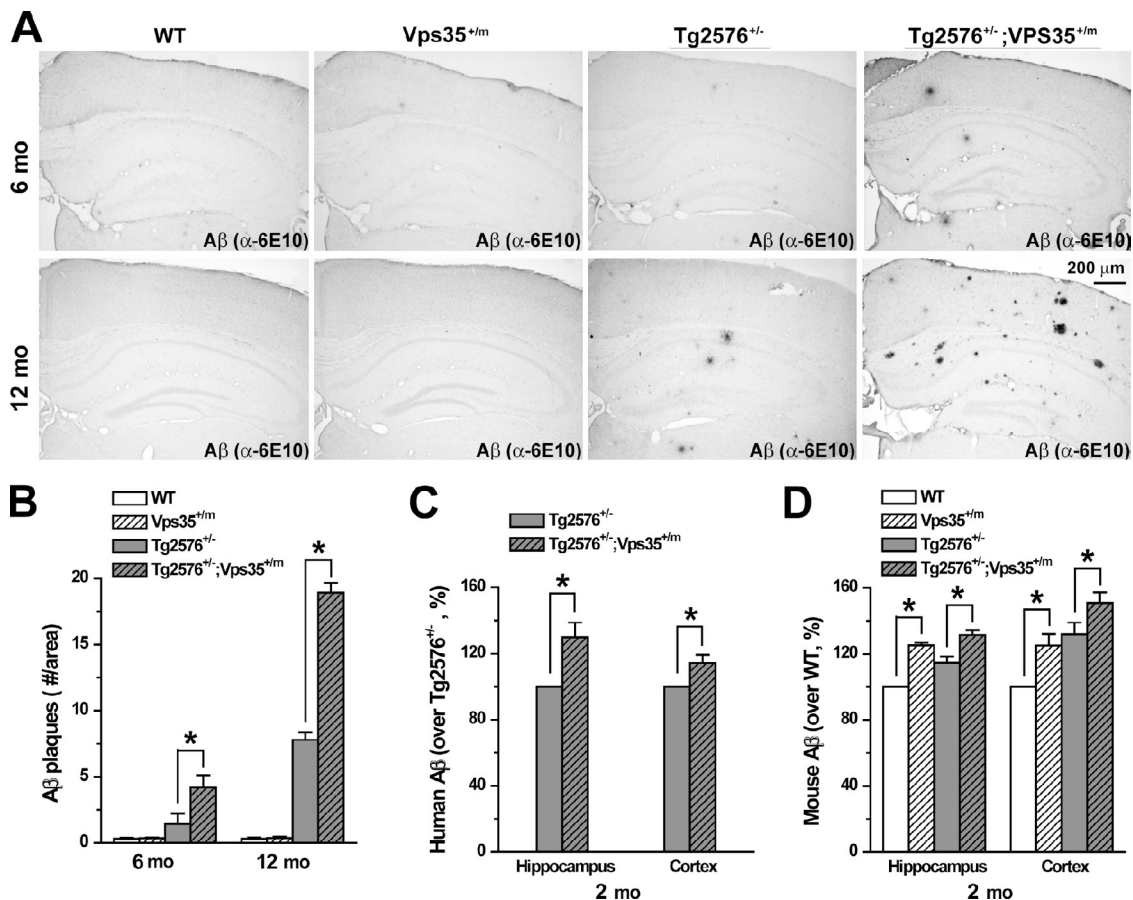 A
WT
Vps35+/m
Tg2576+/-
Tg2576+/-;VPS35+/m
6 mo
Aβ (α-6E10)
Aβ (α-6E10)
Aβ (α-6E10)
Aβ (α-6E10)
12 mo
200 μm
Aβ (α-6E10)
Aβ (α-6E10)
Aβ (α-6E10)
Aβ (α-6E10)
B
WT
Vps35+/m
Tg2576+/-
Tg2576+/-;Vps35+/m
Aβ plaques ( #/area)
20
15
10
5
0
*
*
6 mo
12 mo
C
Tg2576+/-
Tg2576+/-;Vps35+/m
Human Aβ (over Tg2576+/-, %)
160
120
80
40
0
*
*
Hippocampus
Cortex
2 mo
D
WT
Vps35+/m
Tg2576+/-
Tg2576+/-;Vps35+/m
Mouse Aβ (over WT, %)
160
120
80
40
0
*
*
*
*
Hippocampus
Cortex
2 mo